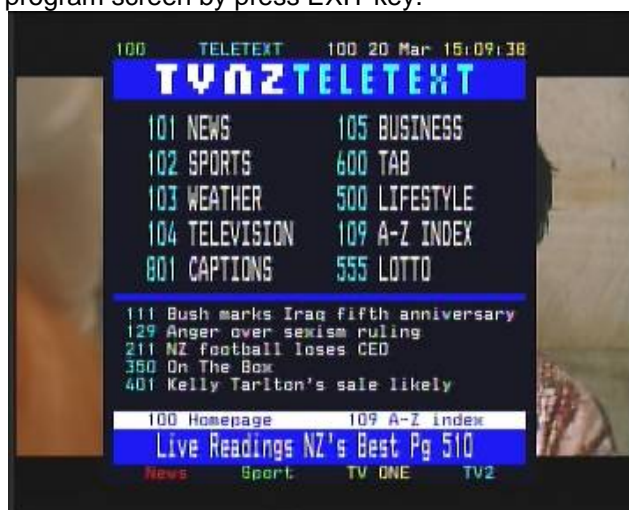 program screen by press EXIT key.
100 TELETEXT 100 20 Mar 15:09:38
TVNZTELETEXT
101 NEWS 105 BUSINESS
102 SPORTS 600 TAB
103 WEATHER 500 LIFESTYLE
104 TELEVISION 109 A-Z INDEX
801 CAPTIONS 555 LOTTO
111 Bush marks Iraq fifth anniversary
129 Anger over sexism ruling
211 NZ football loses CEO
350 On The Box
401 Kelly Tarlton's sale likely
100 Homepage 109 A-Z index
Live Readings NZ's Best Pg 510
News Sport TV ONE TV2